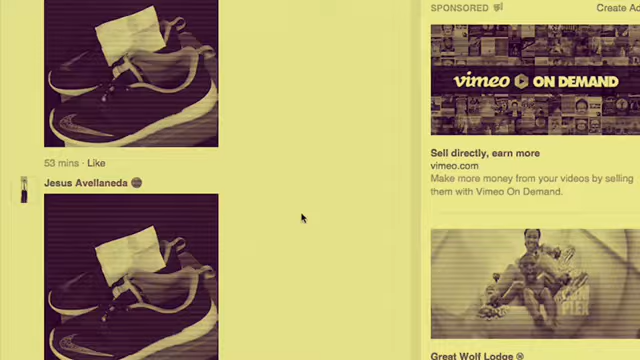 SPONSORED
Create Ad
vimeo ON DEMAND
53 mins · Like
Jesus Avellaneda
Sell directly, earn more
vimeo.com
Make more money from your videos by selling
them with Vimeo On Demand.
Great Wolf Lodge